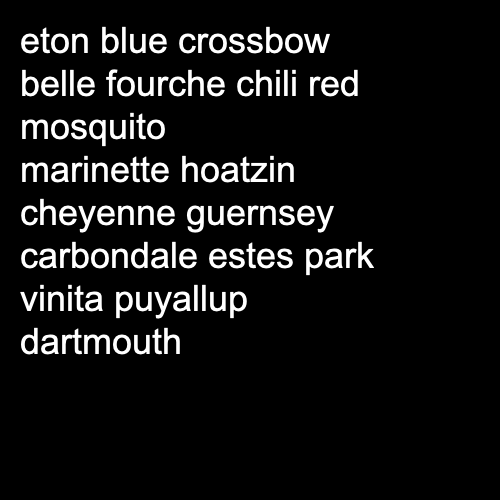 eton blue crossbow
belle fourche chili red
mosquito
marinette hoatzin
cheyenne guernsey
carbondale estes park
vinita puyallup
dartmouth